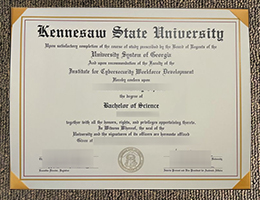 Kennesaw State University
Upon satisfactory completion of the course of study prescribed by the Board of Regents of the
University System of Georgia
And upon recommendation of the Faculty of the
Institute for Cybersecurity Workforce Development
Hereby confers upon
the degree of
Bachelor of Science
together with all the honors, rights, and privileges appertaining thereto.
In Witness Whereof, the seal of the
University and the signatures of its officers are hereunto affixed
Given at